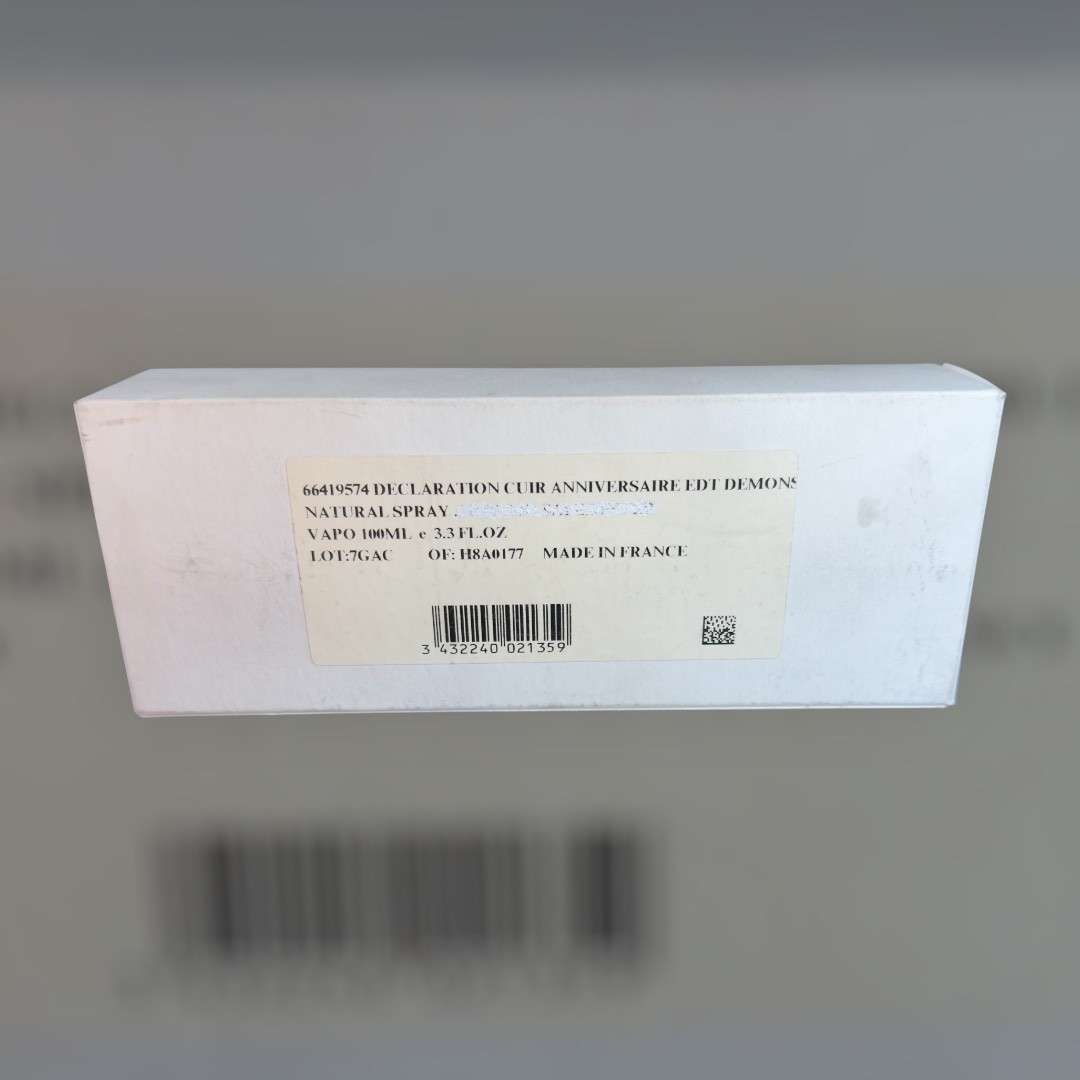 66419574 DECLARATION CUIR ANNIVERSAIRE EDT DEMONS
NATURAL SPRAY
VAPO 100ML e 3.3 FL.OZ
LOT:7GAC OF: H8A0177 MADE IN FRANCE
3 432240 021359